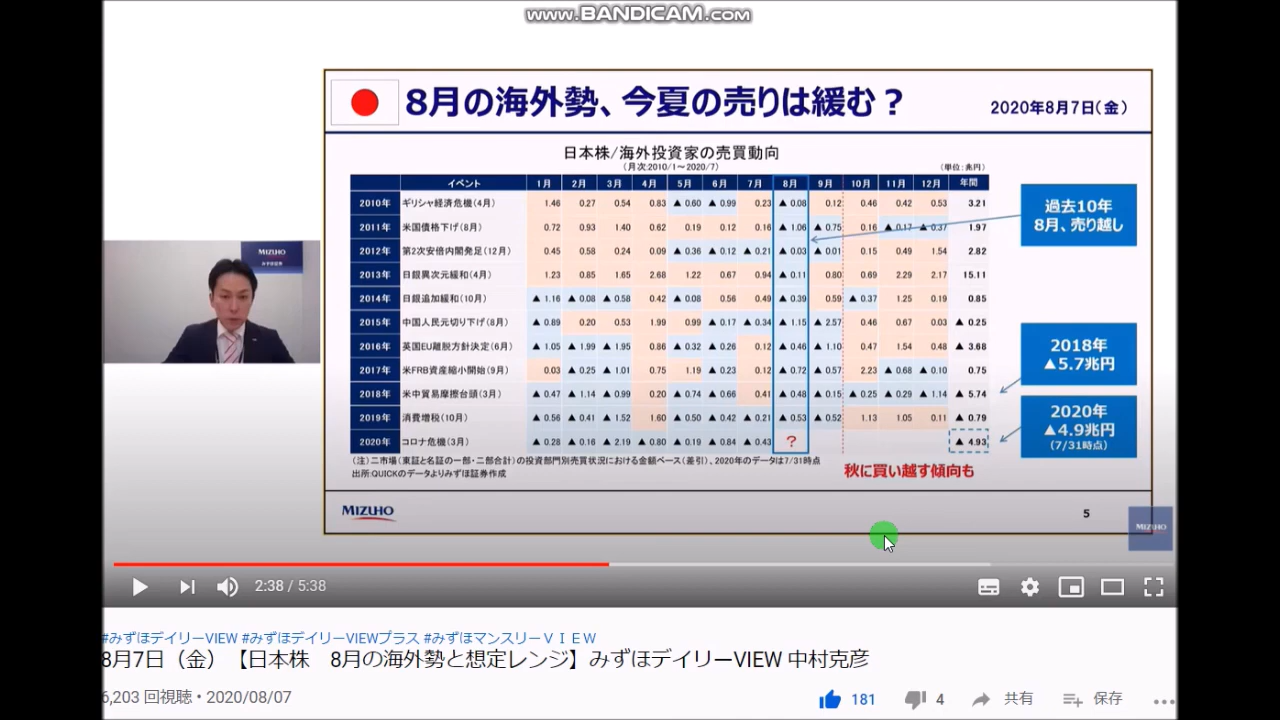 www.BANDICAM.com
8月の海外勢、今夏の売りは緩む？
2020年8月7日(金)
日本株/海外投資家の売買動向
(月次:2010/1～2020/7)
(単位:兆円)
イベント 1月 2月 3月 4月 5月 6月 7月 8月 9月 10月 11月 12月 年間
2010年 ギリシャ経済危機(4月) 1.46 0.27 0.54 0.83 ▲ 0.60 ▲ 0.99 0.23 ▲ 0.08 0.12 0.46 0.42 0.53 3.21
2011年 米国債格下げ(8月) 0.72 0.93 1.40 0.62 0.19 0.12 0.16 ▲ 1.06 ▲ 0.75 0.16 ▲ 0.17 ▲ 0.37 1.97
2012年 第2次安倍内閣発足(12月) 0.45 0.58 0.24 0.09 ▲ 0.36 ▲ 0.12 ▲ 0.21 ▲ 0.03 ▲ 0.01 0.15 0.49 1.54 2.82
2013年 日銀異次元緩和(4月) 1.23 0.85 1.65 2.68 1.22 0.67 0.94 ▲ 0.11 0.80 0.69 2.29 2.17 15.11
2014年 日銀追加緩和(10月) ▲ 1.16 ▲ 0.08 ▲ 0.58 0.42 ▲ 0.08 0.56 0.49 ▲ 0.39 0.59 ▲ 0.37 1.25 0.19 0.85
2015年 中国人民元切り下げ(8月) ▲ 0.89 0.20 0.53 1.99 0.99 ▲ 0.17 ▲ 0.34 ▲ 1.15 ▲ 2.57 0.46 0.67 0.03 ▲ 0.25
2016年 英国EU離脱方針決定(6月) ▲ 1.05 ▲ 1.99 ▲ 1.95 0.86 ▲ 0.32 ▲ 0.26 0.12 ▲ 0.46 ▲ 1.10 0.47 1.54 0.48 ▲ 3.68
2017年 米FRB資産縮小開始(9月) 0.03 ▲ 0.25 ▲ 1.01 0.75 1.19 ▲ 0.23 0.12 ▲ 0.72 ▲ 0.57 2.23 ▲ 0.68 ▲ 0.10 0.75
2018年 米中貿易摩擦台頭(3月) ▲ 0.47 ▲ 1.14 ▲ 0.99 0.20 ▲ 0.74 ▲ 0.66 0.41 ▲ 0.48 ▲ 0.15 ▲ 0.25 ▲ 0.29 ▲ 1.14 ▲ 5.74
2019年 消費増税(10月) ▲ 0.56 ▲ 0.41 ▲ 1.52 1.60 ▲ 0.50 ▲ 0.42 ▲ 0.21 ▲ 0.53 ▲ 0.52 1.13 1.05 0.11 ▲ 0.79
2020年 コロナ危機(3月) ▲ 0.28 ▲ 0.16 ▲ 2.19 ▲ 0.80 ▲ 0.19 ▲ 0.84 ▲ 0.43 ？ ▲ 4.93
過去10年
8月、売り越し
2018年
▲5.7兆円
2020年
▲4.9兆円
(7/31時点)
(注)二市場(東証と名証の一部・二部合計)の投資部門別売買状況における金額ベース(差引)、2020年のデータは7/31時点
出所:QUICKのデータよりみずほ証券作成
秋に買い越す傾向も
MIZUHO
みずほ証券
MIZUHO
5
MIZUHO
2:38 / 5:38
#みずほデイリーVIEW #みずほデイリーVIEWプラス #みずほマンスリーＶＩＥＷ
8月7日（金）【日本株　8月の海外勢と想定レンジ】みずほデイリーVIEW 中村克彦
6,203 回視聴・2020/08/07
181 4 共有 保存